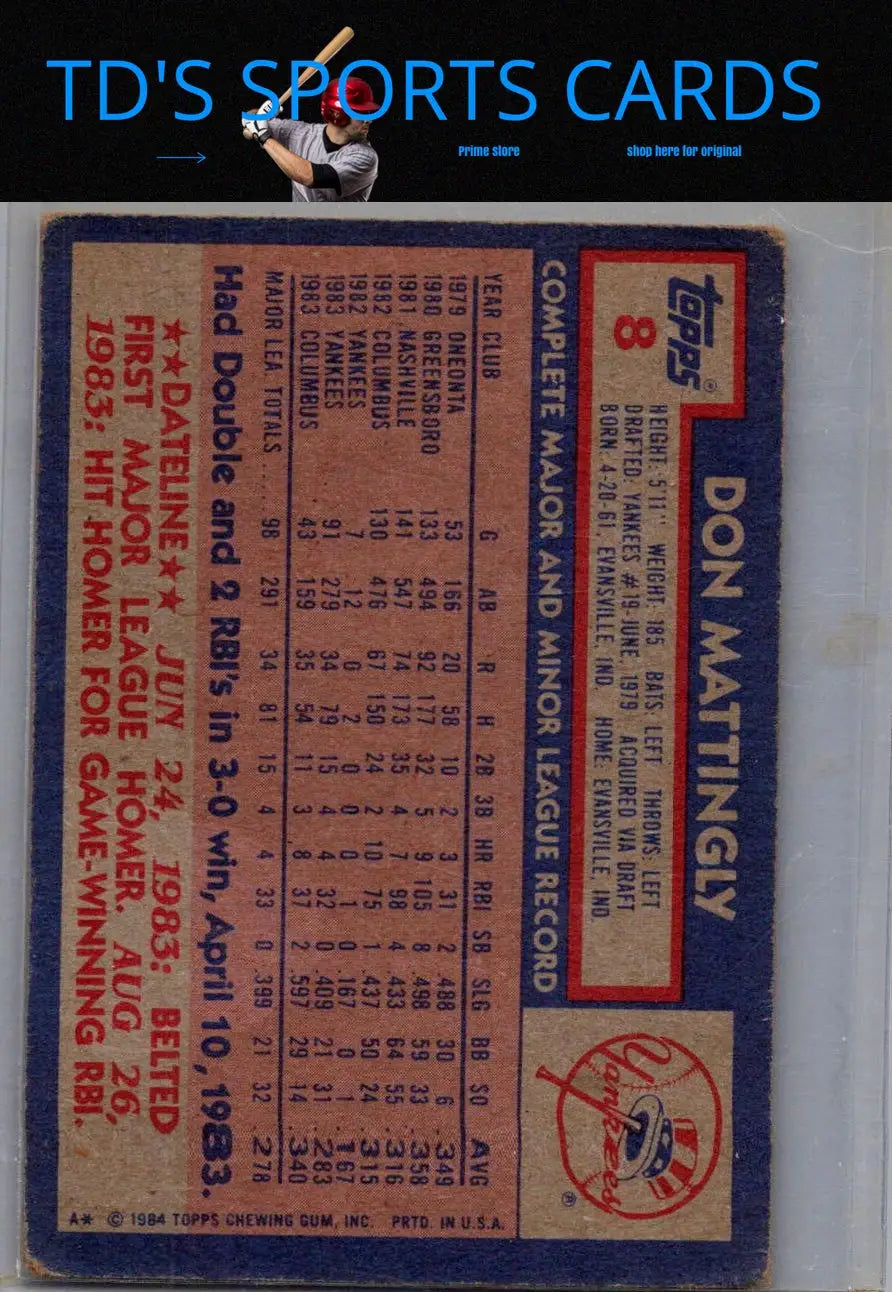 TD'S SPORTS CARDS
Prime store
shop here for original
topps®
8
DON MATTINGLY
HEIGHT: 5'11" WEIGHT: 185 BATS: LEFT THROWS: LEFT
DRAFTED: YANKEES #19-JUNE, 1979 ACQUIRED VIA DRAFT
BORN: 4-20-61, EVANSVILLE, IND. HOME: EVANSVILLE, IND.
Yankees ®
COMPLETE MAJOR AND MINOR LEAGUE RECORD
YEAR CLUB G AB R H 2B 3B HR RBI SB SLG BB SO AVG
1979 ONEONTA 53 166 20 58 10 2 3 31 2 .488 30 6 .349
1980 GREENSBORO 133 494 92 177 32 5 9 105 8 .498 59 33 .358
1981 NASHVILLE 141 547 74 173 35 4 7 98 4 .433 64 55 .316
1982 COLUMBUS 130 476 67 150 24 2 10 75 1 .437 50 24 .315
1982 YANKEES 7 12 0 2 0 0 0 1 0 .167 0 1 .167
1983 YANKEES 91 279 34 79 15 4 4 32 0 .409 21 31 .283
1983 COLUMBUS 43 159 35 54 11 3 8 37 2 .597 29 14 .340
MAJOR LEA TOTALS ..... 98 291 34 81 15 4 4 33 0 .399 21 32 .278
Had Double and 2 RBI's in 3-0 win, April 10, 1983.
★★DATELINE★★ JUN 24, 1983: BELTED
FIRST MAJOR LEAGUE HOMER. AUG 26,
1983: HIT HOMER FOR GAME-WINNING RBI.
A* © 1984 TOPPS CHEWING GUM, INC. PRTD. IN U.S.A.